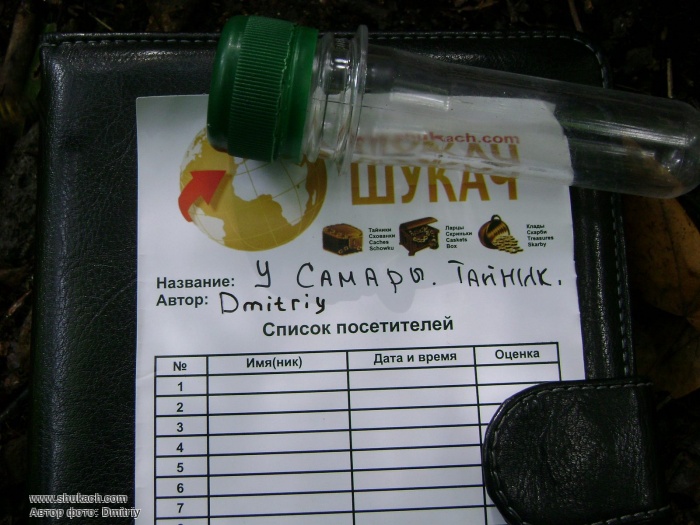 shukach.com
ШУКАЧ
Тайники
Схованки
Caches
Schowku
Ларцы
Скриньки
Caskets
Box
Клады
Скарби
Treasures
Skarby
Название: У Самары. Тайник.
Автор: Dmitriy
Список посетителей
№ Имя(ник) Дата и время Оценка
1
2
3
4
5
6
7
www.shukach.com
Автор фото: Dmitriy